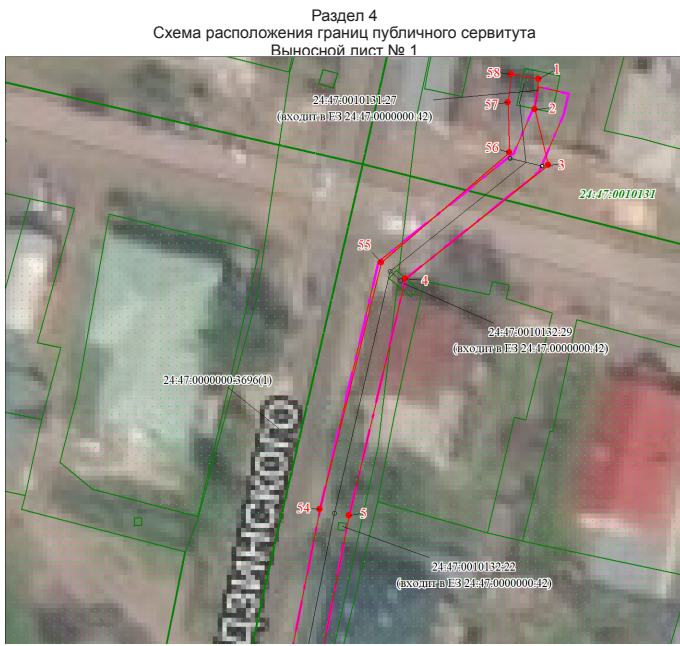 Раздел 4
Схема расположения границ публичного сервитута
Выносной лист № 1
58
1
24:47:0010131:27
(входит в ЕЗ 24:47:0000000:42)
57
2
56
3
24:47:0010131
55
4
24:47:0010132:29
(входит в ЕЗ 24:47:0000000:42)
24:47:0000000:3696(1)
54
5
24:47:0010132:22
(входит в ЕЗ 24:47:0000000:42)